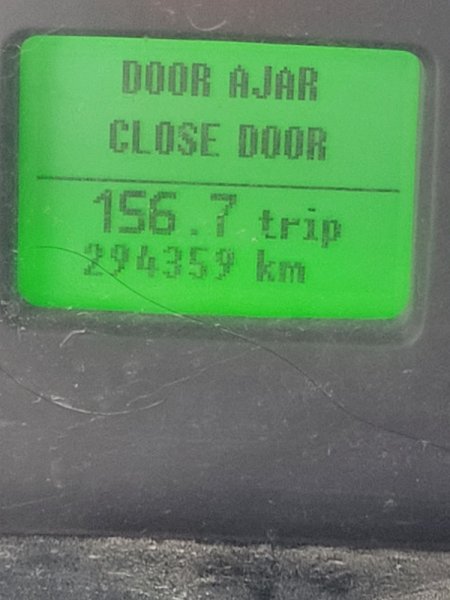 DOOR AJAR
CLOSE DOOR
156.7 trip
294359 km